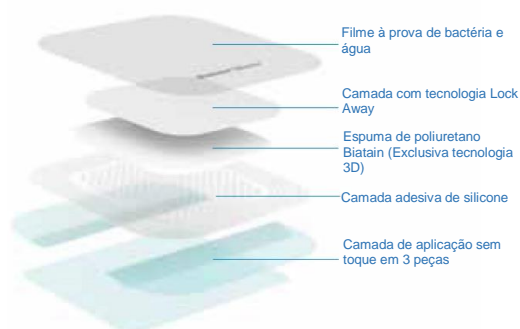 Filme à prova de bactéria e
água
Camada com tecnologia Lock
Away
Espuma de poliuretano
Biatain (Exclusiva tecnologia
3D)
Camada adesiva de silicone
Camada de aplicação sem
toque em 3 peças